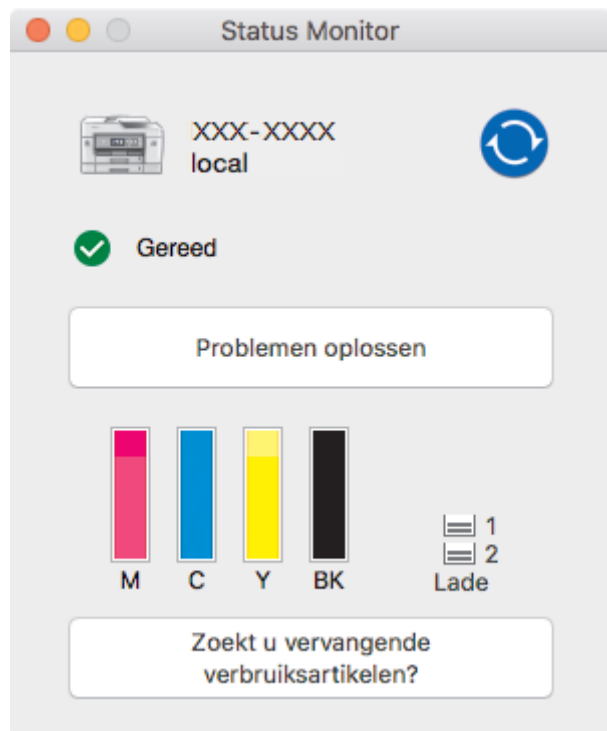 Status Monitor
XXX-XXXX
local
Gereed
Problemen oplossen
M C Y BK
1
2
Lade
Zoekt u vervangende
verbruiksartikelen?